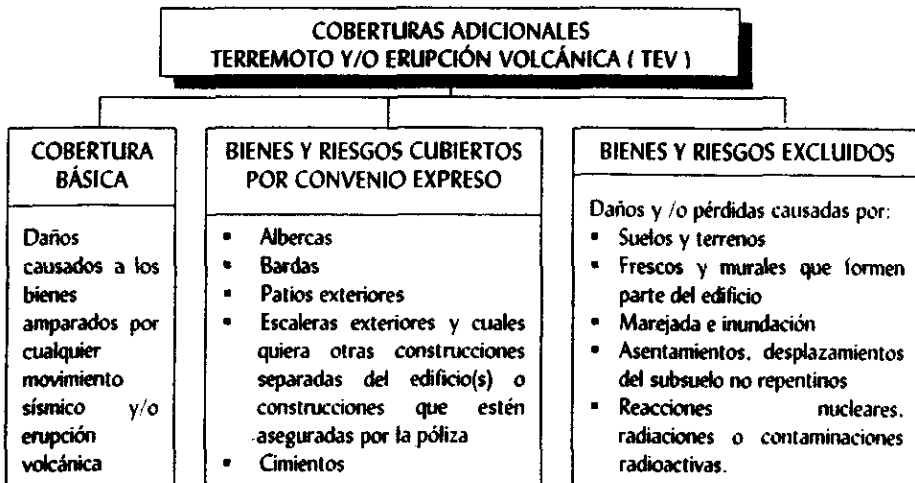 COBERTURAS ADICIONALES
TERREMOTO Y/O ERUPCIÓN VOLCÁNICA ( TEV )
COBERTURA
BÁSICA
Daños
causados a los
bienes
amparados por
cualquier
movimiento
sísmico y/o
erupción
volcánica
BIENES Y RIESGOS CUBIERTOS
POR CONVENIO EXPRESO
▪ Albercas
▪ Bardas
▪ Patios exteriores
▪ Escaleras exteriores y cuales
quiera otras construcciones
separadas del edificio(s) o
construcciones que estén
aseguradas por la póliza
▪ Cimientos
BIENES Y RIESGOS EXCLUIDOS
Daños y /o pérdidas causadas por:
▪ Suelos y terrenos
▪ Frescos y murales que formen
parte del edificio
▪ Marejada e inundación
▪ Asentamientos. desplazamientos
del subsuelo no repentinos
▪ Reacciones nucleares.
radiaciones o contaminaciones
radioactivas.